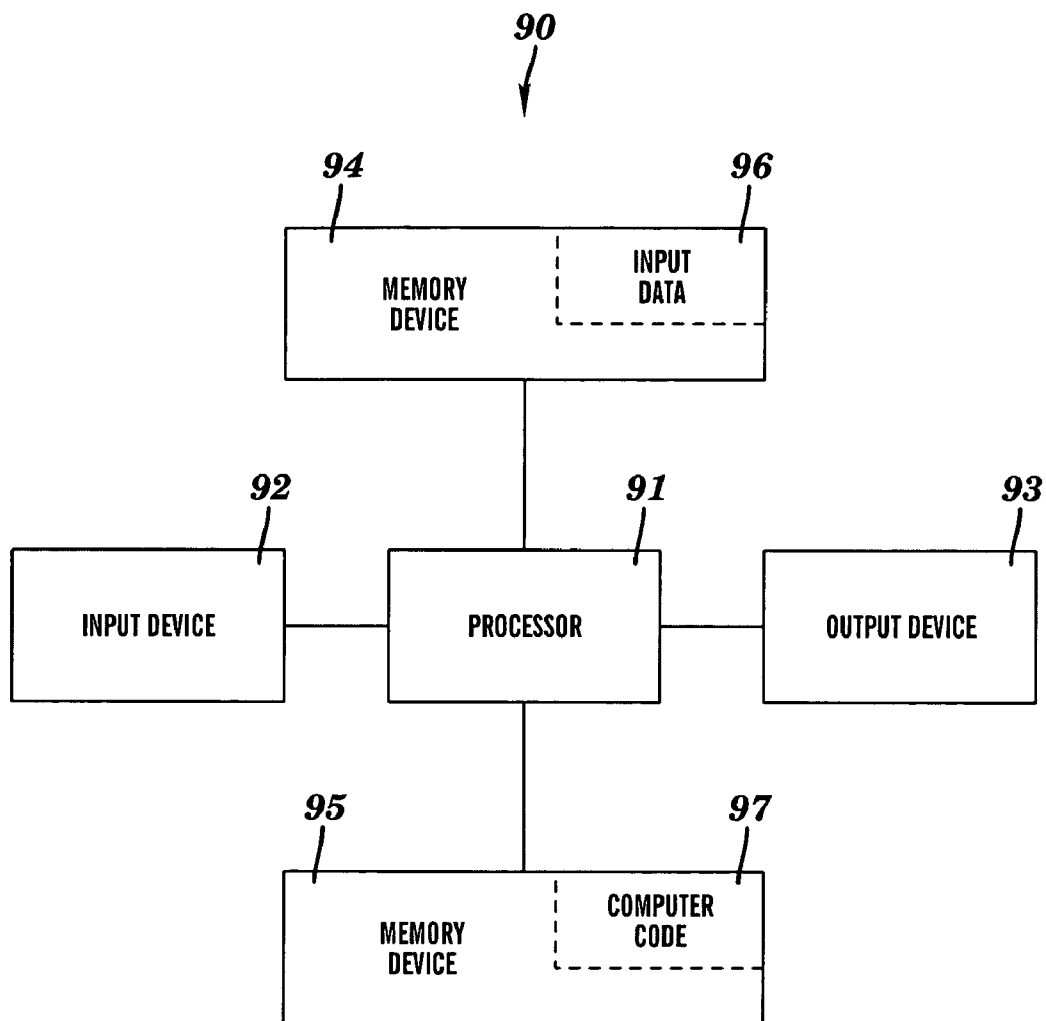 90
94
96
MEMORY
DEVICE
INPUT
DATA
92
91
93
INPUT DEVICE
PROCESSOR
OUTPUT DEVICE
95
97
MEMORY
DEVICE
COMPUTER
CODE